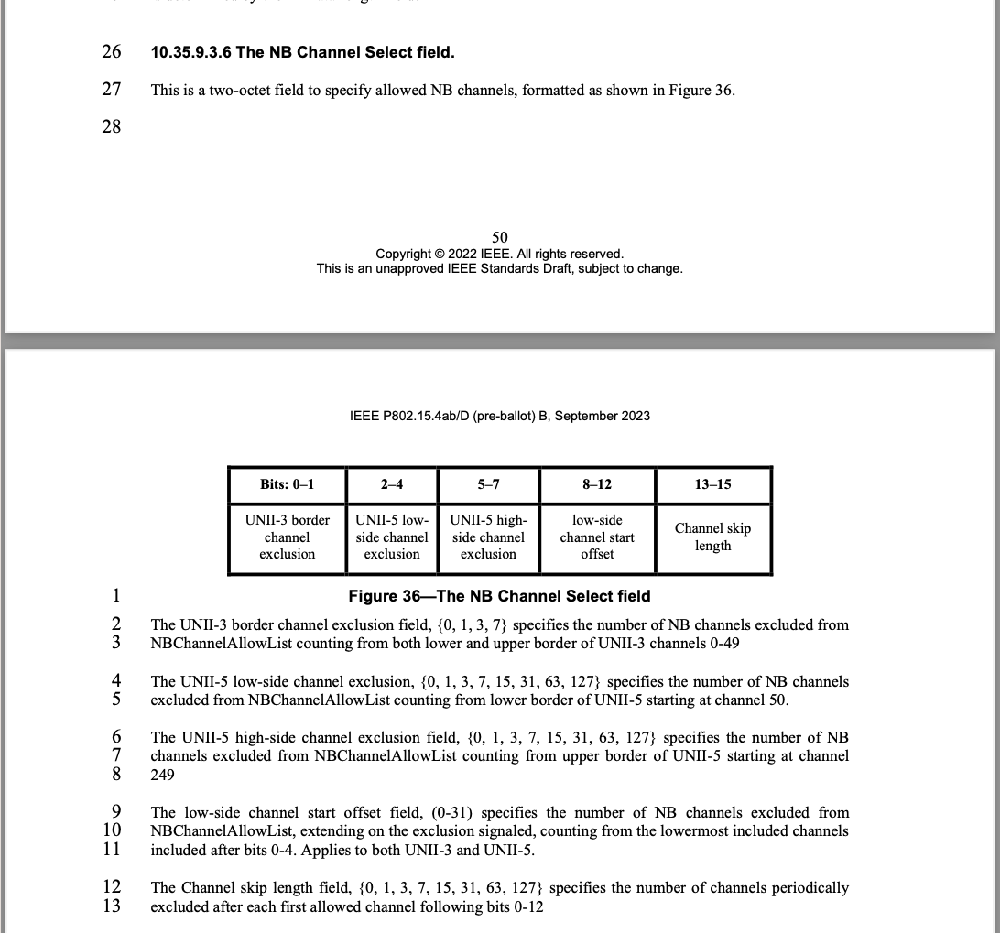 26 10.35.9.3.6 The NB Channel Select field.
27 This is a two-octet field to specify allowed NB channels, formatted as shown in Figure 36.
28
50
Copyright © 2022 IEEE. All rights reserved.
This is an unapproved IEEE Standards Draft, subject to change.
IEEE P802.15.4ab/D (pre-ballot) B, September 2023
Bits: 0–1 2–4 5–7 8–12 13–15
UNII-3 border channel exclusion UNII-5 low-side channel exclusion UNII-5 high-side channel exclusion low-side channel start offset Channel skip length
1 Figure 36—The NB Channel Select field
2 The UNII-3 border channel exclusion field, {0, 1, 3, 7} specifies the number of NB channels excluded from
3 NBChannelAllowList counting from both lower and upper border of UNII-3 channels 0-49
4 The UNII-5 low-side channel exclusion, {0, 1, 3, 7, 15, 31, 63, 127} specifies the number of NB channels
5 excluded from NBChannelAllowList counting from lower border of UNII-5 starting at channel 50.
6 The UNII-5 high-side channel exclusion field, {0, 1, 3, 7, 15, 31, 63, 127} specifies the number of NB
7 channels excluded from NBChannelAllowList counting from upper border of UNII-5 starting at channel
8 249
9 The low-side channel start offset field, (0-31) specifies the number of NB channels excluded from
10 NBChannelAllowList, extending on the exclusion signaled, counting from the lowermost included channels
11 included after bits 0-4. Applies to both UNII-3 and UNII-5.
12 The Channel skip length field, {0, 1, 3, 7, 15, 31, 63, 127} specifies the number of channels periodically
13 excluded after each first allowed channel following bits 0-12